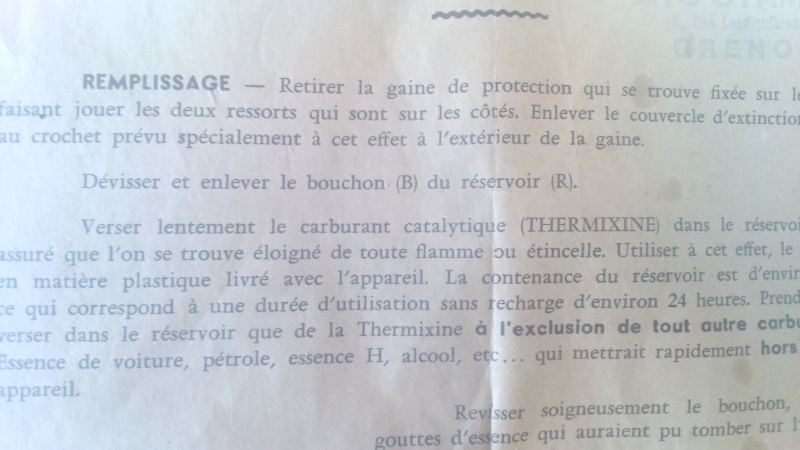 GRENO
REMPLISSAGE — Retirer la gaine de protection qui se trouve fixée sur le
faisant jouer les deux ressorts qui sont sur les côtés. Enlever le couvercle d'extinction
au crochet prévu spécialement à cet effet à l'extérieur de la gaine.
Dévisser et enlever le bouchon (B) du réservoir (R).
Verser lentement le carburant catalytique (THERMIXINE) dans le réservoi
assuré que l'on se trouve éloigné de toute flamme ou étincelle. Utiliser à cet effet, le
en matière plastique livré avec l'appareil. La contenance du réservoir est d'envir
ce qui correspond à une durée d'utilisation sans recharge d'environ 24 heures. Prend
verser dans le réservoir que de la Thermixine à l'exclusion de tout autre carbu
Essence de voiture, pétrole, essence H, alcool, etc... qui mettrait rapidement hors
appareil.
Revisser soigneusement le bouchon,
gouttes d'essence qui auraient pu tomber sur l'